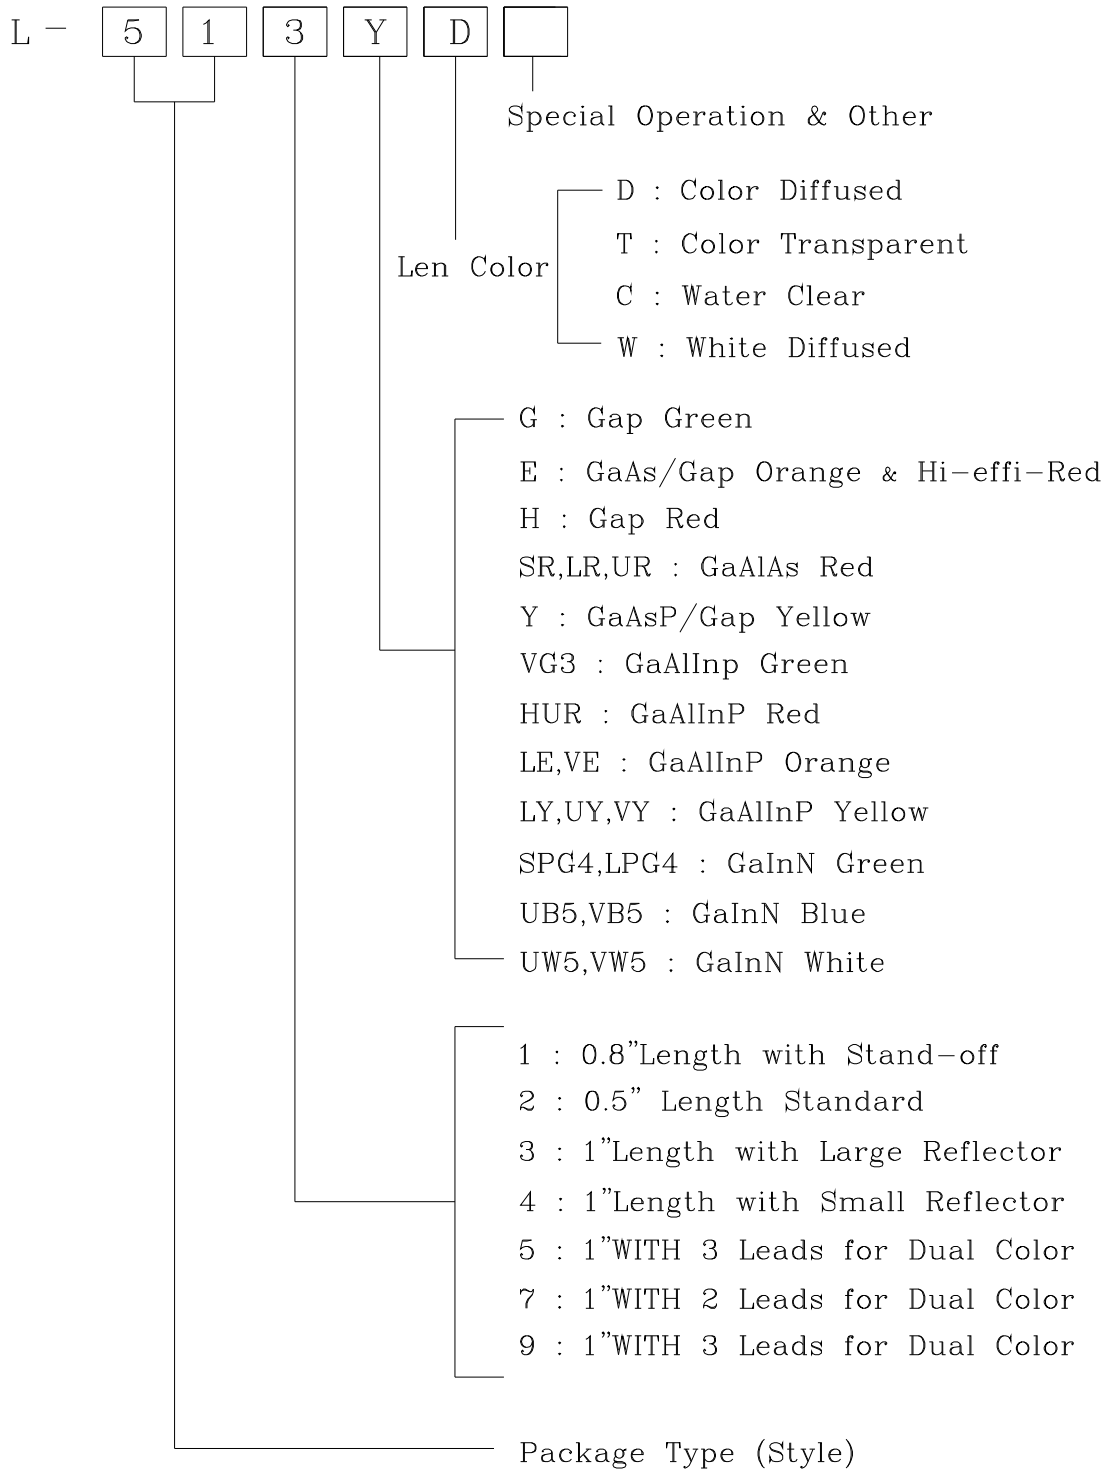 L - 5 1 3 Y D
Special Operation & Other
D : Color Diffused
T : Color Transparent
Len Color
C : Water Clear
W : White Diffused
G : Gap Green
E : GaAs/Gap Orange & Hi-effi-Red
H : Gap Red
SR,LR,UR : GaAlAs Red
Y : GaAsP/Gap Yellow
VG3 : GaAlInp Green
HUR : GaAlInP Red
LE,VE : GaAlInP Orange
LY,UY,VY : GaAlInP Yellow
SPG4,LPG4 : GaInN Green
UB5,VB5 : GaInN Blue
UW5,VW5 : GaInN White
1 : 0.8”Length with Stand-off
2 : 0.5” Length Standard
3 : 1”Length with Large Reflector
4 : 1”Length with Small Reflector
5 : 1”WITH 3 Leads for Dual Color
7 : 1”WITH 2 Leads for Dual Color
9 : 1”WITH 3 Leads for Dual Color
Package Type (Style)